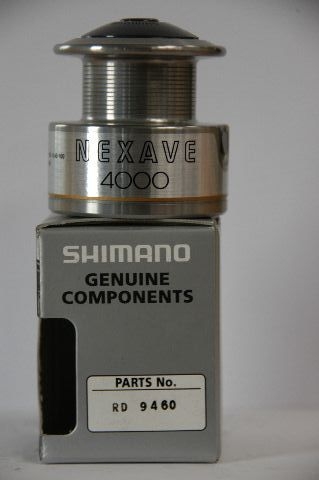 NEXAVE
4000
SHIMANO
GENUINE
COMPONENTS
PARTS No.
RD 9460